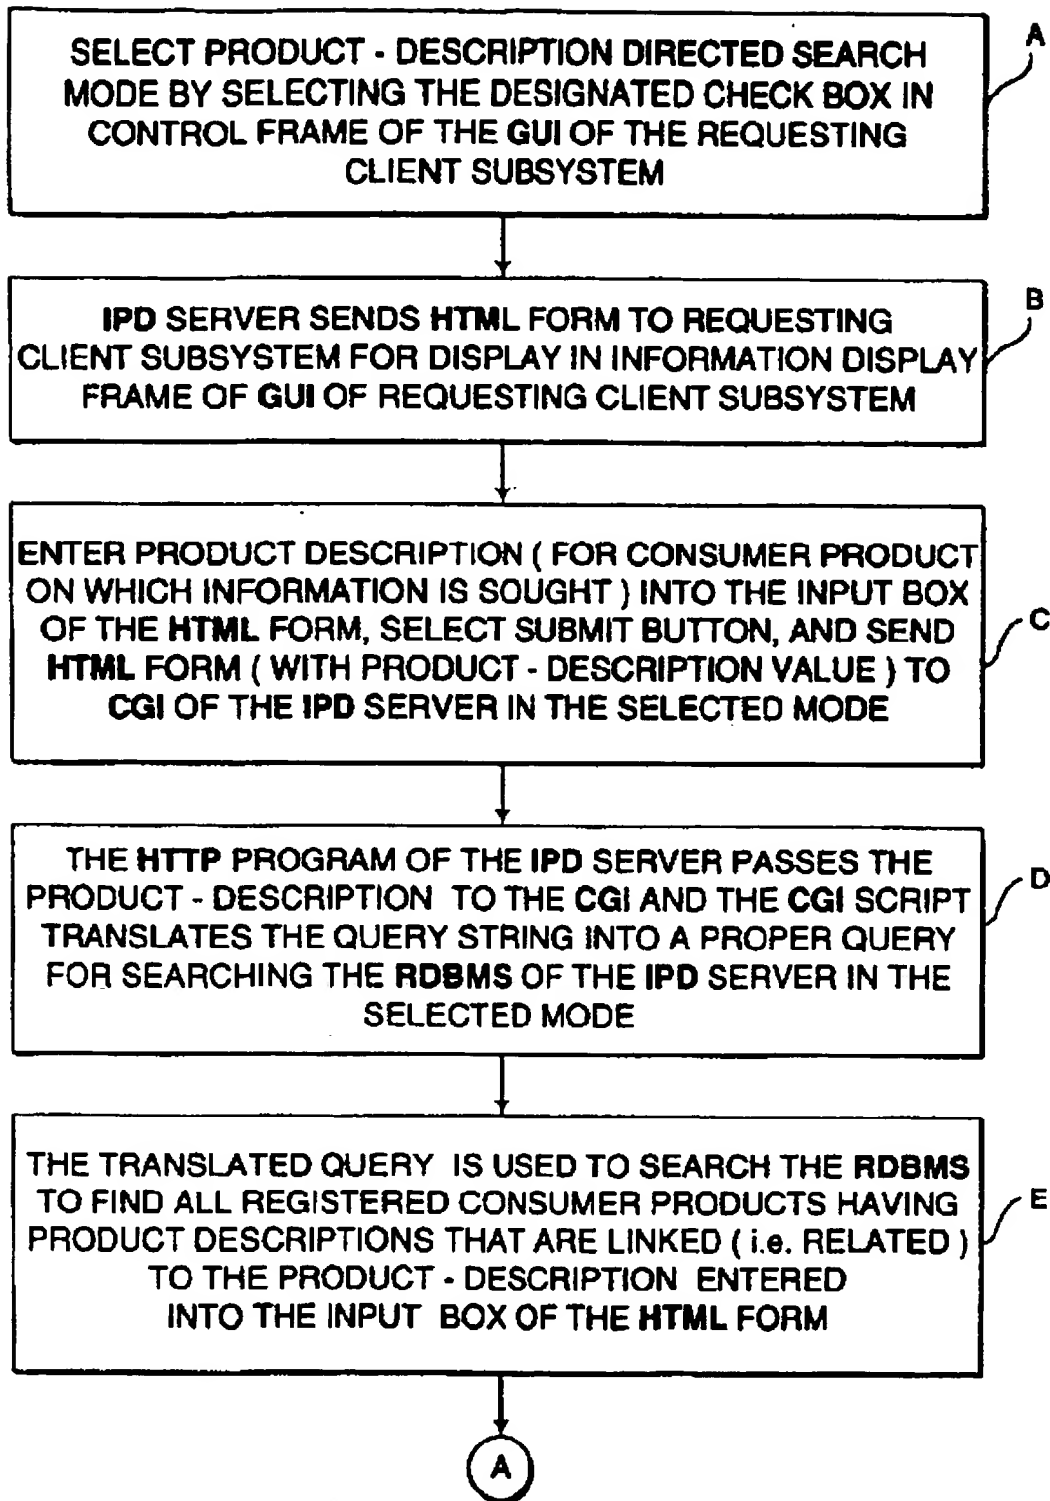 SELECT PRODUCT - DESCRIPTION DIRECTED SEARCH
MODE BY SELECTING THE DESIGNATED CHECK BOX IN
CONTROL FRAME OF THE GUI OF THE REQUESTING
CLIENT SUBSYSTEM
A
IPD SERVER SENDS HTML FORM TO REQUESTING
CLIENT SUBSYSTEM FOR DISPLAY IN INFORMATION DISPLAY
FRAME OF GUI OF REQUESTING CLIENT SUBSYSTEM
B
ENTER PRODUCT DESCRIPTION ( FOR CONSUMER PRODUCT
ON WHICH INFORMATION IS SOUGHT ) INTO THE INPUT BOX
OF THE HTML FORM, SELECT SUBMIT BUTTON, AND SEND
HTML FORM ( WITH PRODUCT - DESCRIPTION VALUE ) TO
CGI OF THE IPD SERVER IN THE SELECTED MODE
C
THE HTTP PROGRAM OF THE IPD SERVER PASSES THE
PRODUCT - DESCRIPTION TO THE CGI AND THE CGI SCRIPT
TRANSLATES THE QUERY STRING INTO A PROPER QUERY
FOR SEARCHING THE RDBMS OF THE IPD SERVER IN THE
SELECTED MODE
D
THE TRANSLATED QUERY IS USED TO SEARCH THE RDBMS
TO FIND ALL REGISTERED CONSUMER PRODUCTS HAVING
PRODUCT DESCRIPTIONS THAT ARE LINKED ( i.e. RELATED )
TO THE PRODUCT - DESCRIPTION ENTERED
INTO THE INPUT BOX OF THE HTML FORM
E
A